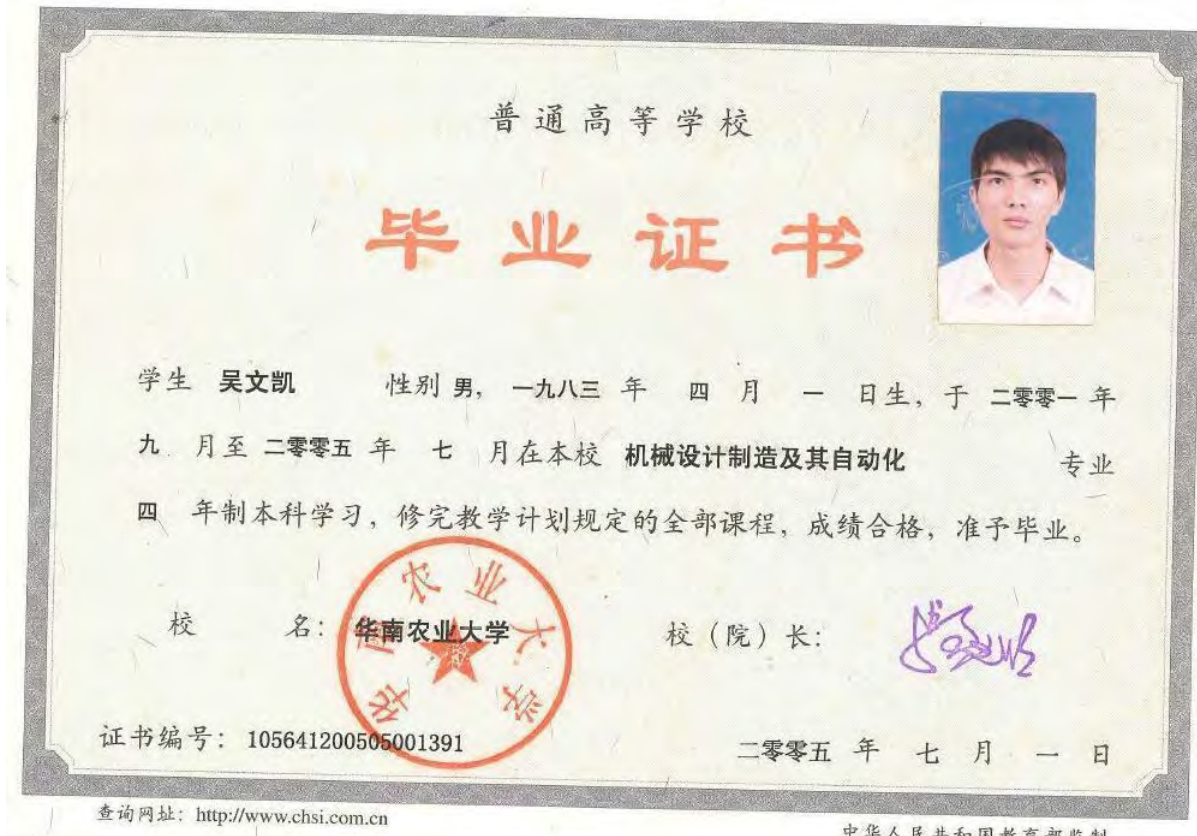 普通高等学校
毕业证书
学生 吴文凯 性别 男, 一九八三 年 四 月 一 日生, 于 二零零一 年
九 月至 二零零五 年 七 月在本校 机械设计制造及其自动化 专业
四 年制本科学习, 修完教学计划规定的全部课程, 成绩合格, 准予毕业。
华南农业大学
校 名: 华南农业大学 校（院）长:
证书编号: 105641200505001391 二零零五 年 七 月 一 日
查询网址: http://www.chsi.com.cn 中华人民共和国教育部监制